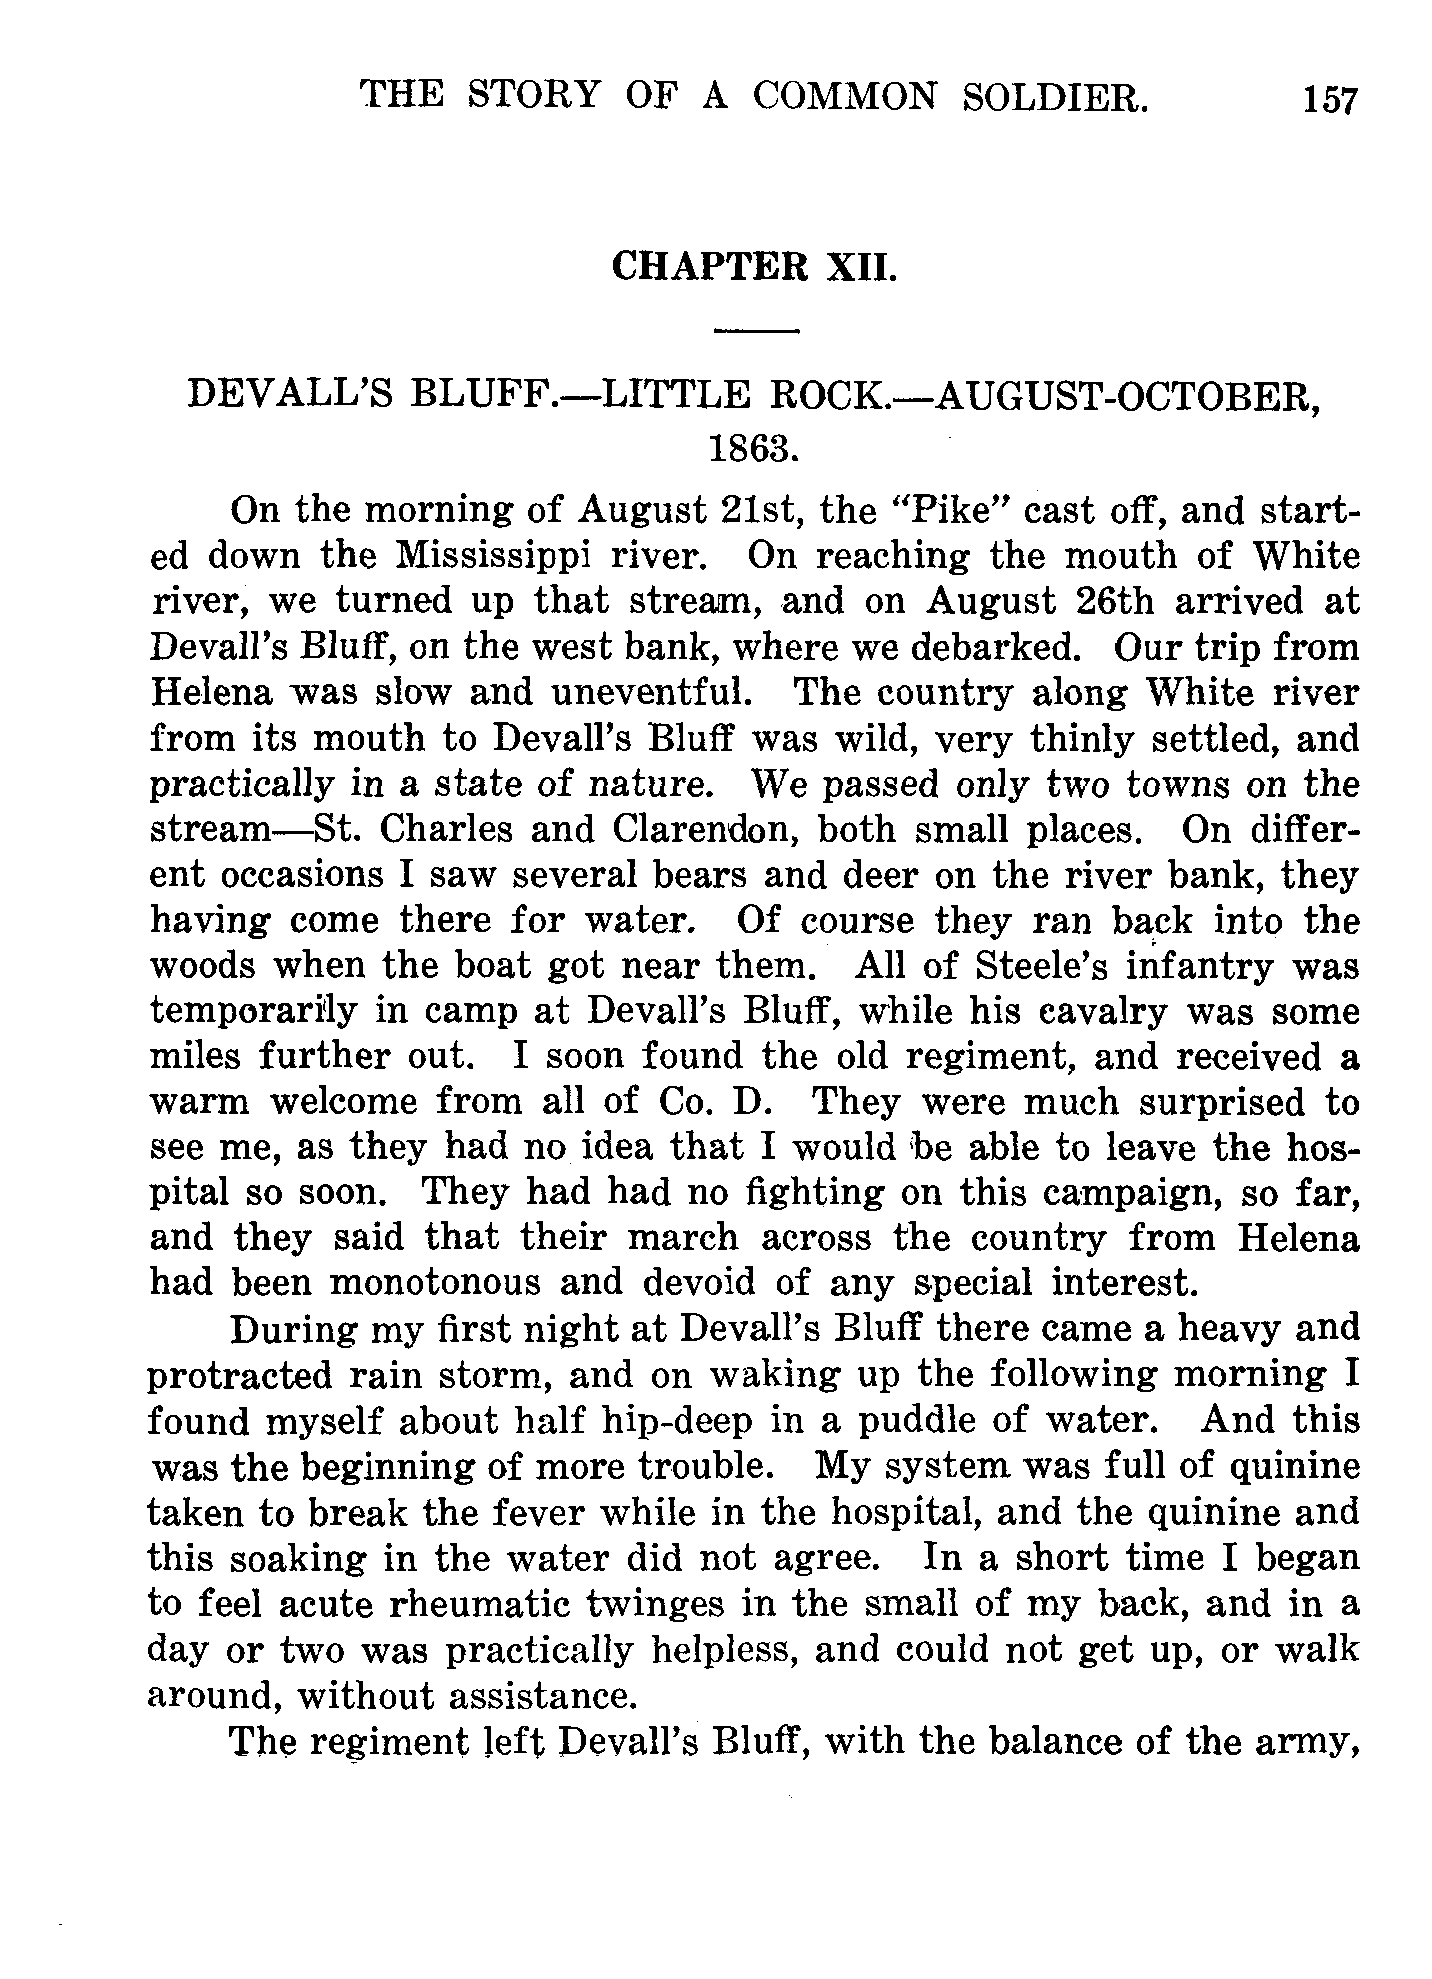 THE STORY OF A COMMON SOLDIER. 157
CHAPTER XII.
DEVALL'S BLUFF.—LITTLE ROCK.—AUGUST-OCTOBER,
1863.
On the morning of August 21st, the "Pike" cast off, and start-
ed down the Mississippi river. On reaching the mouth of White
river, we turned up that stream, and on August 26th arrived at
Devall's Bluff, on the west bank, where we debarked. Our trip from
Helena was slow and uneventful. The country along White river
from its mouth to Devall's Bluff was wild, very thinly settled, and
practically in a state of nature. We passed only two towns on the
stream—St. Charles and Clarendon, both small places. On differ-
ent occasions I saw several bears and deer on the river bank, they
having come there for water. Of course they ran back into the
woods when the boat got near them. All of Steele's infantry was
temporarily in camp at Devall's Bluff, while his cavalry was some
miles further out. I soon found the old regiment, and received a
warm welcome from all of Co. D. They were much surprised to
see me, as they had no idea that I would be able to leave the hos-
pital so soon. They had had no fighting on this campaign, so far,
and they said that their march across the country from Helena
had been monotonous and devoid of any special interest.
During my first night at Devall's Bluff there came a heavy and
protracted rain storm, and on waking up the following morning I
found myself about half hip-deep in a puddle of water. And this
was the beginning of more trouble. My system was full of quinine
taken to break the fever while in the hospital, and the quinine and
this soaking in the water did not agree. In a short time I began
to feel acute rheumatic twinges in the small of my back, and in a
day or two was practically helpless, and could not get up, or walk
around, without assistance.
The regiment left Devall's Bluff, with the balance of the army,